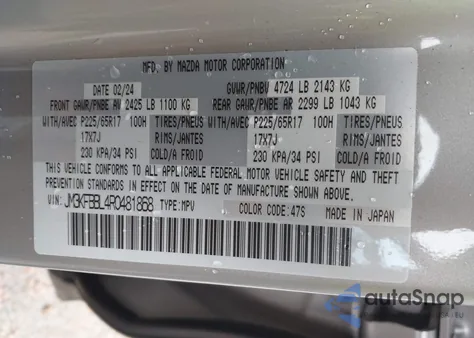 MFD. BY MAZDA MOTOR CORPORATION
DATE 02/24 GVWR/PNBV 4724 LB 2143 KG
FRONT GAWR/PNBE AV 2425 LB 1100 KG REAR GAWR/PNBE AR 2299 LB 1043 KG
WITH/AVEC P225/65R17 100H TIRES/PNEUS WITH/AVEC P225/65R17 100H TIRES/PNEUS
17X7J RIMS/JANTES 17X7J RIMS/JANTES
230 KPA/34 PSI COLD/A FROID 230 KPA/34 PSI COLD/A FROID
THIS VEHICLE CONFORMS TO ALL APPLICABLE FEDERAL MOTOR VEHICLE SAFETY AND
THEFT PREVENTION STANDARDS IN EFFECT ON THE DATE OF MANUFACTURE SHOWN ABOVE.
VIN: JM3KFBBL4R0481868 TYPE:MPV COLOR CODE:47S MADE IN JAPAN
autoSnap